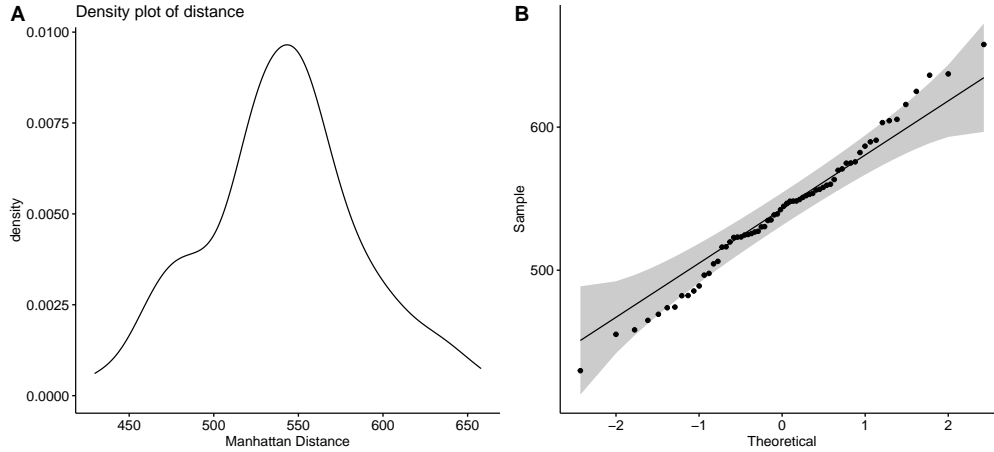 A
Density plot of distance
0.0100
0.0075
0.0050
0.0025
0.0000
density
450 500 550 600 650
Manhattan Distance
B
600
500
Sample
−2 −1 0 1 2
Theoretical